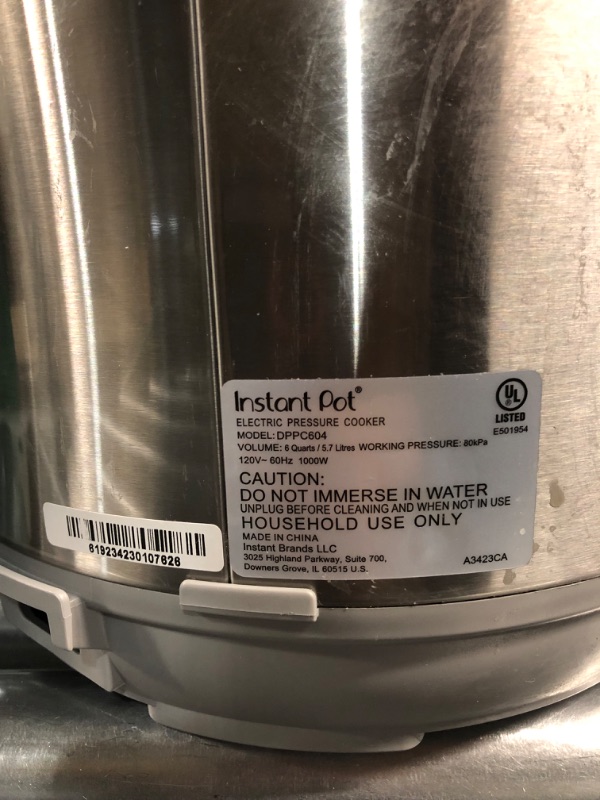 Instant Pot®
ELECTRIC PRESSURE COOKER
MODEL: DPPC604
VOLUME: 6 Quarts / 5.7 Litres WORKING PRESSURE: 80kPa
120V~ 60Hz 1000W
UL
®
LISTED
E501954
CAUTION:
DO NOT IMMERSE IN WATER
UNPLUG BEFORE CLEANING AND WHEN NOT IN USE
HOUSEHOLD USE ONLY
MADE IN CHINA
Instant Brands LLC
3025 Highland Parkway, Suite 700,
Downers Grove, IL 60515 U.S.
A3423CA
619234230107626